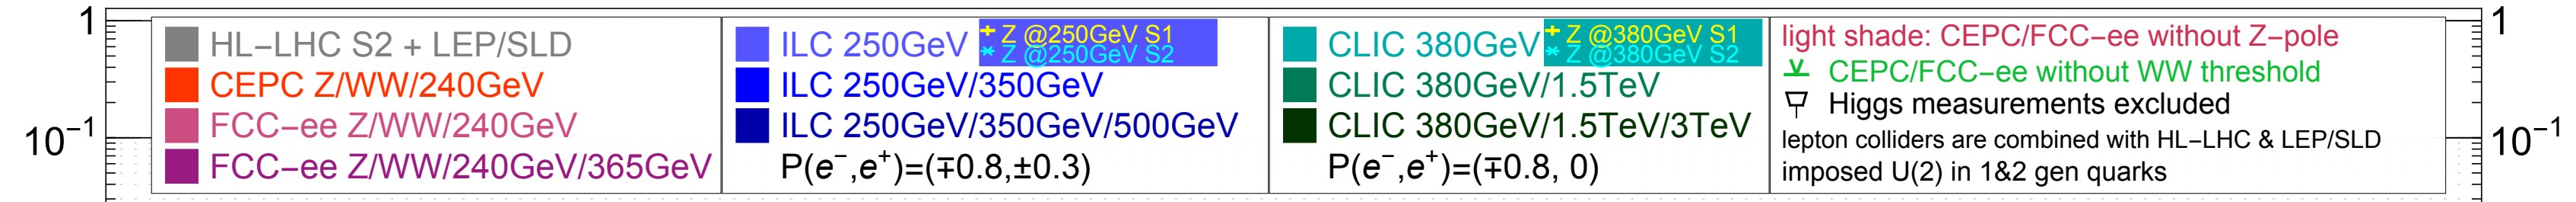 1
10−1
HL−LHC S2 + LEP/SLD
CEPC Z/WW/240GeV
FCC−ee Z/WW/240GeV
FCC−ee Z/WW/240GeV/365GeV
ILC 250GeV
+ Z @250GeV S1
* Z @250GeV S2
ILC 250GeV/350GeV
ILC 250GeV/350GeV/500GeV
P(e−,e+)=(∓0.8,±0.3)
CLIC 380GeV
+ Z @380GeV S1
* Z @380GeV S2
CLIC 380GeV/1.5TeV
CLIC 380GeV/1.5TeV/3TeV
P(e−,e+)=(∓0.8, 0)
light shade: CEPC/FCC−ee without Z−pole
CEPC/FCC−ee without WW threshold
Higgs measurements excluded
lepton colliders are combined with HL−LHC & LEP/SLD
imposed U(2) in 1&2 gen quarks
1
10−1